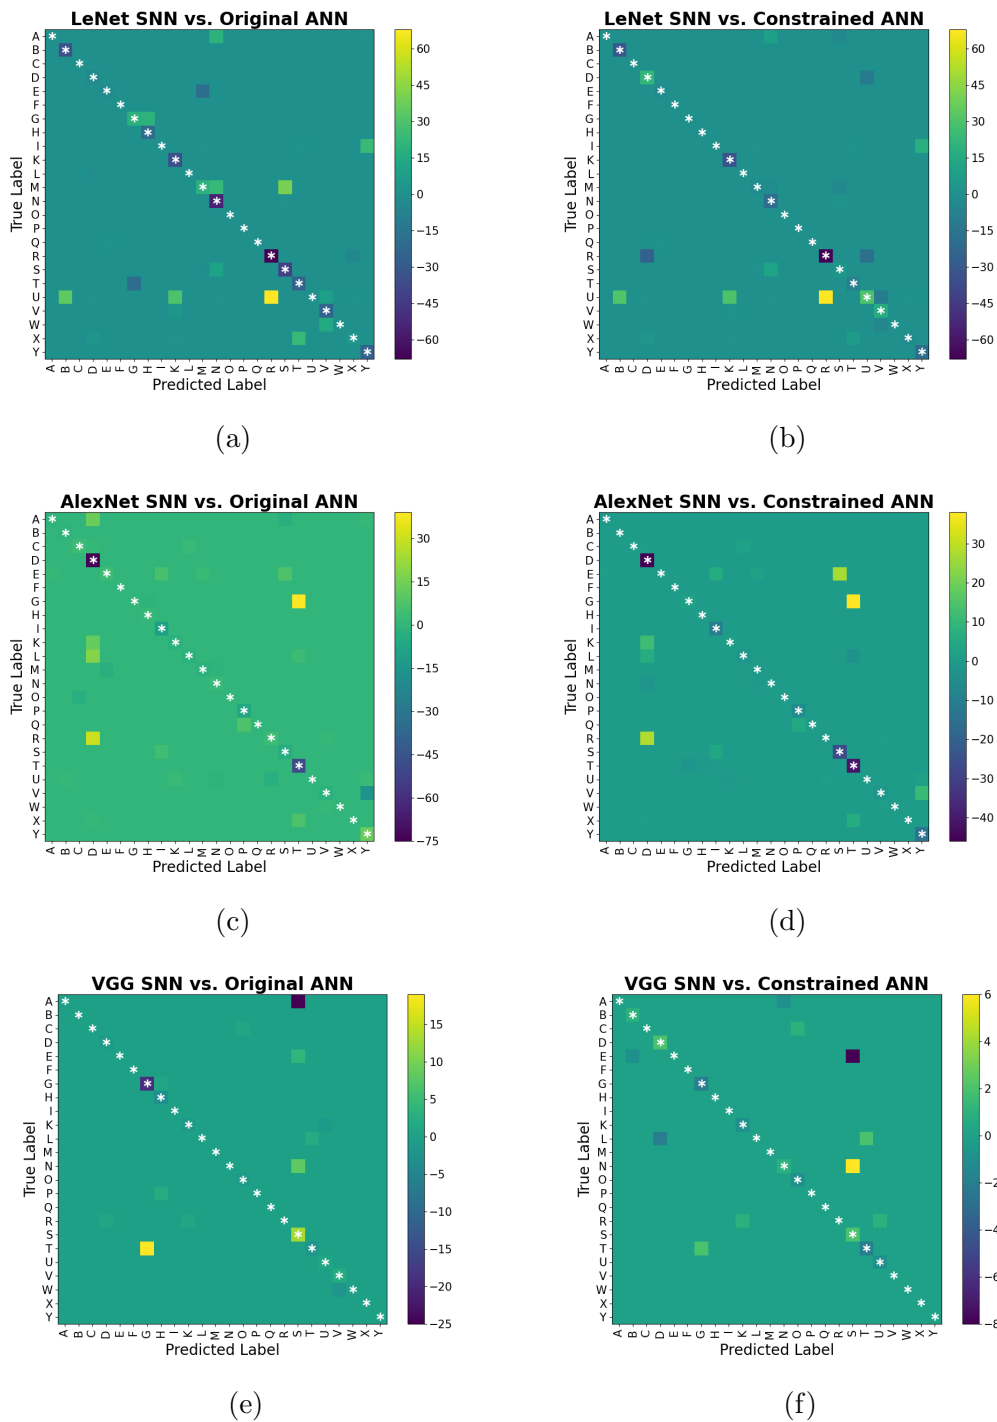 LeNet SNN vs. Original ANN
True Label
A
B
C
D
E
F
G
H
I
K
L
M
N
O
P
Q
R
S
T
U
V
W
X
Y
A B C D E F G H I K L M N O P Q R S T U V W X Y
Predicted Label
60
45
30
15
0
−15
−30
−45
−60
(a)
LeNet SNN vs. Constrained ANN
True Label
A
B
C
D
E
F
G
H
I
K
L
M
N
O
P
Q
R
S
T
U
V
W
X
Y
A B C D E F G H I K L M N O P Q R S T U V W X Y
Predicted Label
60
45
30
15
0
−15
−30
−45
−60
(b)
AlexNet SNN vs. Original ANN
True Label
A
B
C
D
E
F
G
H
I
K
L
M
N
O
P
Q
R
S
T
U
V
W
X
Y
A B C D E F G H I K L M N O P Q R S T U V W X Y
Predicted Label
30
15
0
−15
−30
−45
−60
−75
(c)
AlexNet SNN vs. Constrained ANN
True Label
A
B
C
D
E
F
G
H
I
K
L
M
N
O
P
Q
R
S
T
U
V
W
X
Y
A B C D E F G H I K L M N O P Q R S T U V W X Y
Predicted Label
30
20
10
0
−10
−20
−30
−40
(d)
VGG SNN vs. Original ANN
True Label
A
B
C
D
E
F
G
H
I
K
L
M
N
O
P
Q
R
S
T
U
V
W
X
Y
A B C D E F G H I K L M N O P Q R S T U V W X Y
Predicted Label
15
10
5
0
−5
−10
−15
−20
−25
(e)
VGG SNN vs. Constrained ANN
True Label
A
B
C
D
E
F
G
H
I
K
L
M
N
O
P
Q
R
S
T
U
V
W
X
Y
A B C D E F G H I K L M N O P Q R S T U V W X Y
Predicted Label
6
4
2
0
−2
−4
−6
−8
(f)